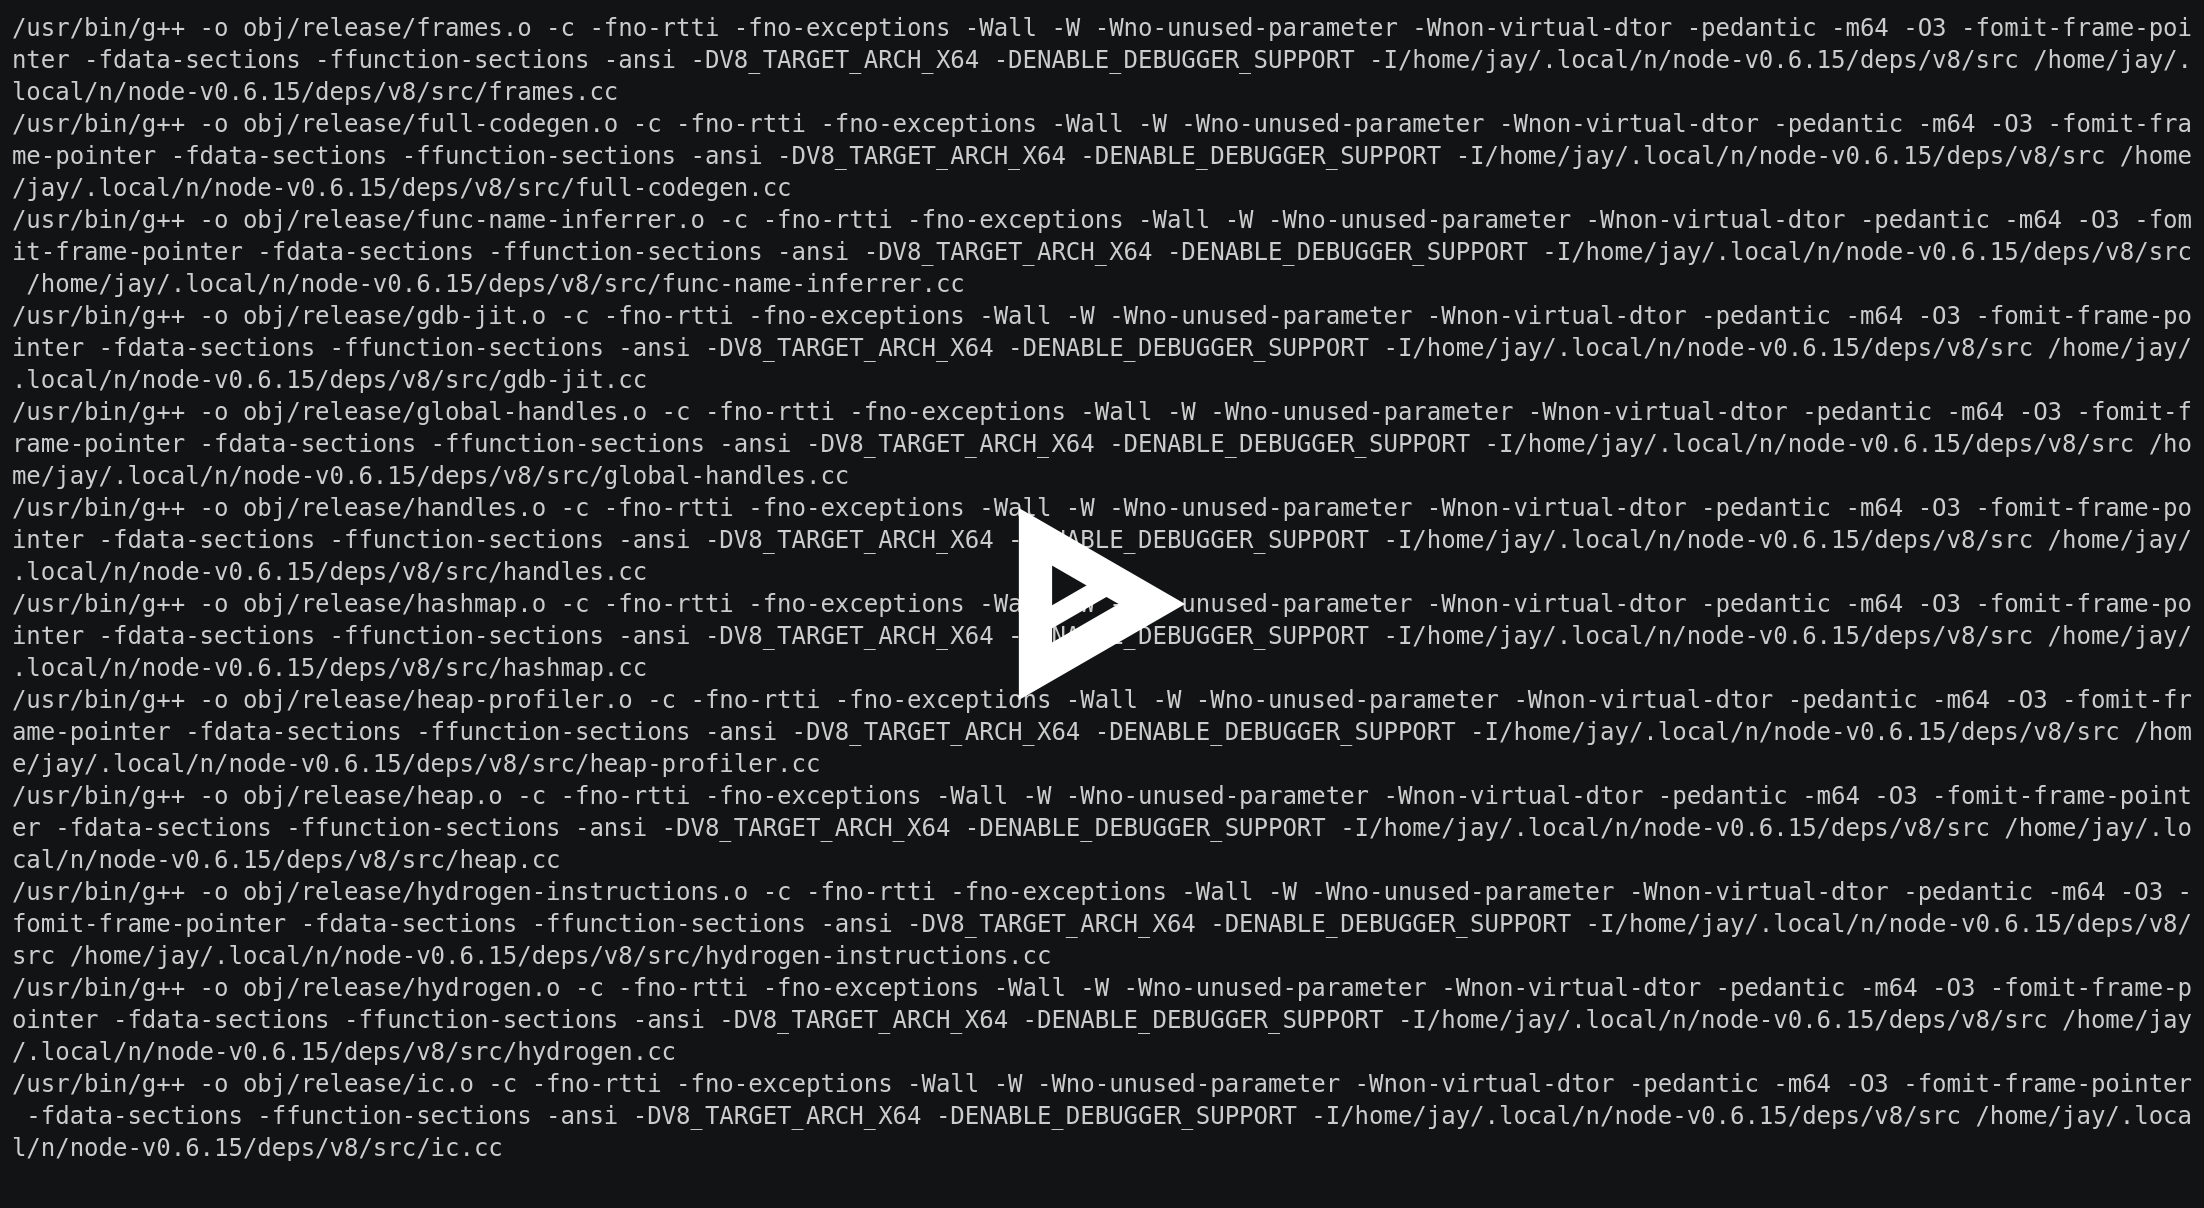 /usr/bin/g++ -o obj/release/frames.o -c -fno-rtti -fno-exceptions -Wall -W -Wno-unused-parameter -Wnon-virtual-dtor -pedantic -m64 -O3 -fomit-frame-poi
nter -fdata-sections -ffunction-sections -ansi -DV8_TARGET_ARCH_X64 -DENABLE_DEBUGGER_SUPPORT -I/home/jay/.local/n/node-v0.6.15/deps/v8/src /home/jay/.
local/n/node-v0.6.15/deps/v8/src/frames.cc
/usr/bin/g++ -o obj/release/full-codegen.o -c -fno-rtti -fno-exceptions -Wall -W -Wno-unused-parameter -Wnon-virtual-dtor -pedantic -m64 -O3 -fomit-fra
me-pointer -fdata-sections -ffunction-sections -ansi -DV8_TARGET_ARCH_X64 -DENABLE_DEBUGGER_SUPPORT -I/home/jay/.local/n/node-v0.6.15/deps/v8/src /home
/jay/.local/n/node-v0.6.15/deps/v8/src/full-codegen.cc
/usr/bin/g++ -o obj/release/func-name-inferrer.o -c -fno-rtti -fno-exceptions -Wall -W -Wno-unused-parameter -Wnon-virtual-dtor -pedantic -m64 -O3 -fom
it-frame-pointer -fdata-sections -ffunction-sections -ansi -DV8_TARGET_ARCH_X64 -DENABLE_DEBUGGER_SUPPORT -I/home/jay/.local/n/node-v0.6.15/deps/v8/src
 /home/jay/.local/n/node-v0.6.15/deps/v8/src/func-name-inferrer.cc
/usr/bin/g++ -o obj/release/gdb-jit.o -c -fno-rtti -fno-exceptions -Wall -W -Wno-unused-parameter -Wnon-virtual-dtor -pedantic -m64 -O3 -fomit-frame-po
inter -fdata-sections -ffunction-sections -ansi -DV8_TARGET_ARCH_X64 -DENABLE_DEBUGGER_SUPPORT -I/home/jay/.local/n/node-v0.6.15/deps/v8/src /home/jay/
.local/n/node-v0.6.15/deps/v8/src/gdb-jit.cc
/usr/bin/g++ -o obj/release/global-handles.o -c -fno-rtti -fno-exceptions -Wall -W -Wno-unused-parameter -Wnon-virtual-dtor -pedantic -m64 -O3 -fomit-f
rame-pointer -fdata-sections -ffunction-sections -ansi -DV8_TARGET_ARCH_X64 -DENABLE_DEBUGGER_SUPPORT -I/home/jay/.local/n/node-v0.6.15/deps/v8/src /ho
me/jay/.local/n/node-v0.6.15/deps/v8/src/global-handles.cc
/usr/bin/g++ -o obj/release/handles.o -c -fno-rtti -fno-exceptions -Wall -W -Wno-unused-parameter -Wnon-virtual-dtor -pedantic -m64 -O3 -fomit-frame-po
inter -fdata-sections -ffunction-sections -ansi -DV8_TARGET_ARCH_X64 ABLE_DEBUGGER_SUPPORT -I/home/jay/.local/n/node-v0.6.15/deps/v8/src /home/jay/
.local/n/node-v0.6.15/deps/v8/src/handles.cc
/usr/bin/g++ -o obj/release/hashmap.o -c -fno-rtti -fno-exceptions -Wa unused-parameter -Wnon-virtual-dtor -pedantic -m64 -O3 -fomit-frame-po
inter -fdata-sections -ffunction-sections -ansi -DV8_TARGET_ARCH_X64 _DEBUGGER_SUPPORT -I/home/jay/.local/n/node-v0.6.15/deps/v8/src /home/jay/
.local/n/node-v0.6.15/deps/v8/src/hashmap.cc
/usr/bin/g++ -o obj/release/heap-profiler.o -c -fno-rtti -fno-exceptions -Wall -W -Wno-unused-parameter -Wnon-virtual-dtor -pedantic -m64 -O3 -fomit-fr
ame-pointer -fdata-sections -ffunction-sections -ansi -DV8_TARGET_ARCH_X64 -DENABLE_DEBUGGER_SUPPORT -I/home/jay/.local/n/node-v0.6.15/deps/v8/src /hom
e/jay/.local/n/node-v0.6.15/deps/v8/src/heap-profiler.cc
/usr/bin/g++ -o obj/release/heap.o -c -fno-rtti -fno-exceptions -Wall -W -Wno-unused-parameter -Wnon-virtual-dtor -pedantic -m64 -O3 -fomit-frame-point
er -fdata-sections -ffunction-sections -ansi -DV8_TARGET_ARCH_X64 -DENABLE_DEBUGGER_SUPPORT -I/home/jay/.local/n/node-v0.6.15/deps/v8/src /home/jay/.lo
cal/n/node-v0.6.15/deps/v8/src/heap.cc
/usr/bin/g++ -o obj/release/hydrogen-instructions.o -c -fno-rtti -fno-exceptions -Wall -W -Wno-unused-parameter -Wnon-virtual-dtor -pedantic -m64 -O3 -
fomit-frame-pointer -fdata-sections -ffunction-sections -ansi -DV8_TARGET_ARCH_X64 -DENABLE_DEBUGGER_SUPPORT -I/home/jay/.local/n/node-v0.6.15/deps/v8/
src /home/jay/.local/n/node-v0.6.15/deps/v8/src/hydrogen-instructions.cc
/usr/bin/g++ -o obj/release/hydrogen.o -c -fno-rtti -fno-exceptions -Wall -W -Wno-unused-parameter -Wnon-virtual-dtor -pedantic -m64 -O3 -fomit-frame-p
ointer -fdata-sections -ffunction-sections -ansi -DV8_TARGET_ARCH_X64 -DENABLE_DEBUGGER_SUPPORT -I/home/jay/.local/n/node-v0.6.15/deps/v8/src /home/jay
/.local/n/node-v0.6.15/deps/v8/src/hydrogen.cc
/usr/bin/g++ -o obj/release/ic.o -c -fno-rtti -fno-exceptions -Wall -W -Wno-unused-parameter -Wnon-virtual-dtor -pedantic -m64 -O3 -fomit-frame-pointer
 -fdata-sections -ffunction-sections -ansi -DV8_TARGET_ARCH_X64 -DENABLE_DEBUGGER_SUPPORT -I/home/jay/.local/n/node-v0.6.15/deps/v8/src /home/jay/.loca
l/n/node-v0.6.15/deps/v8/src/ic.cc